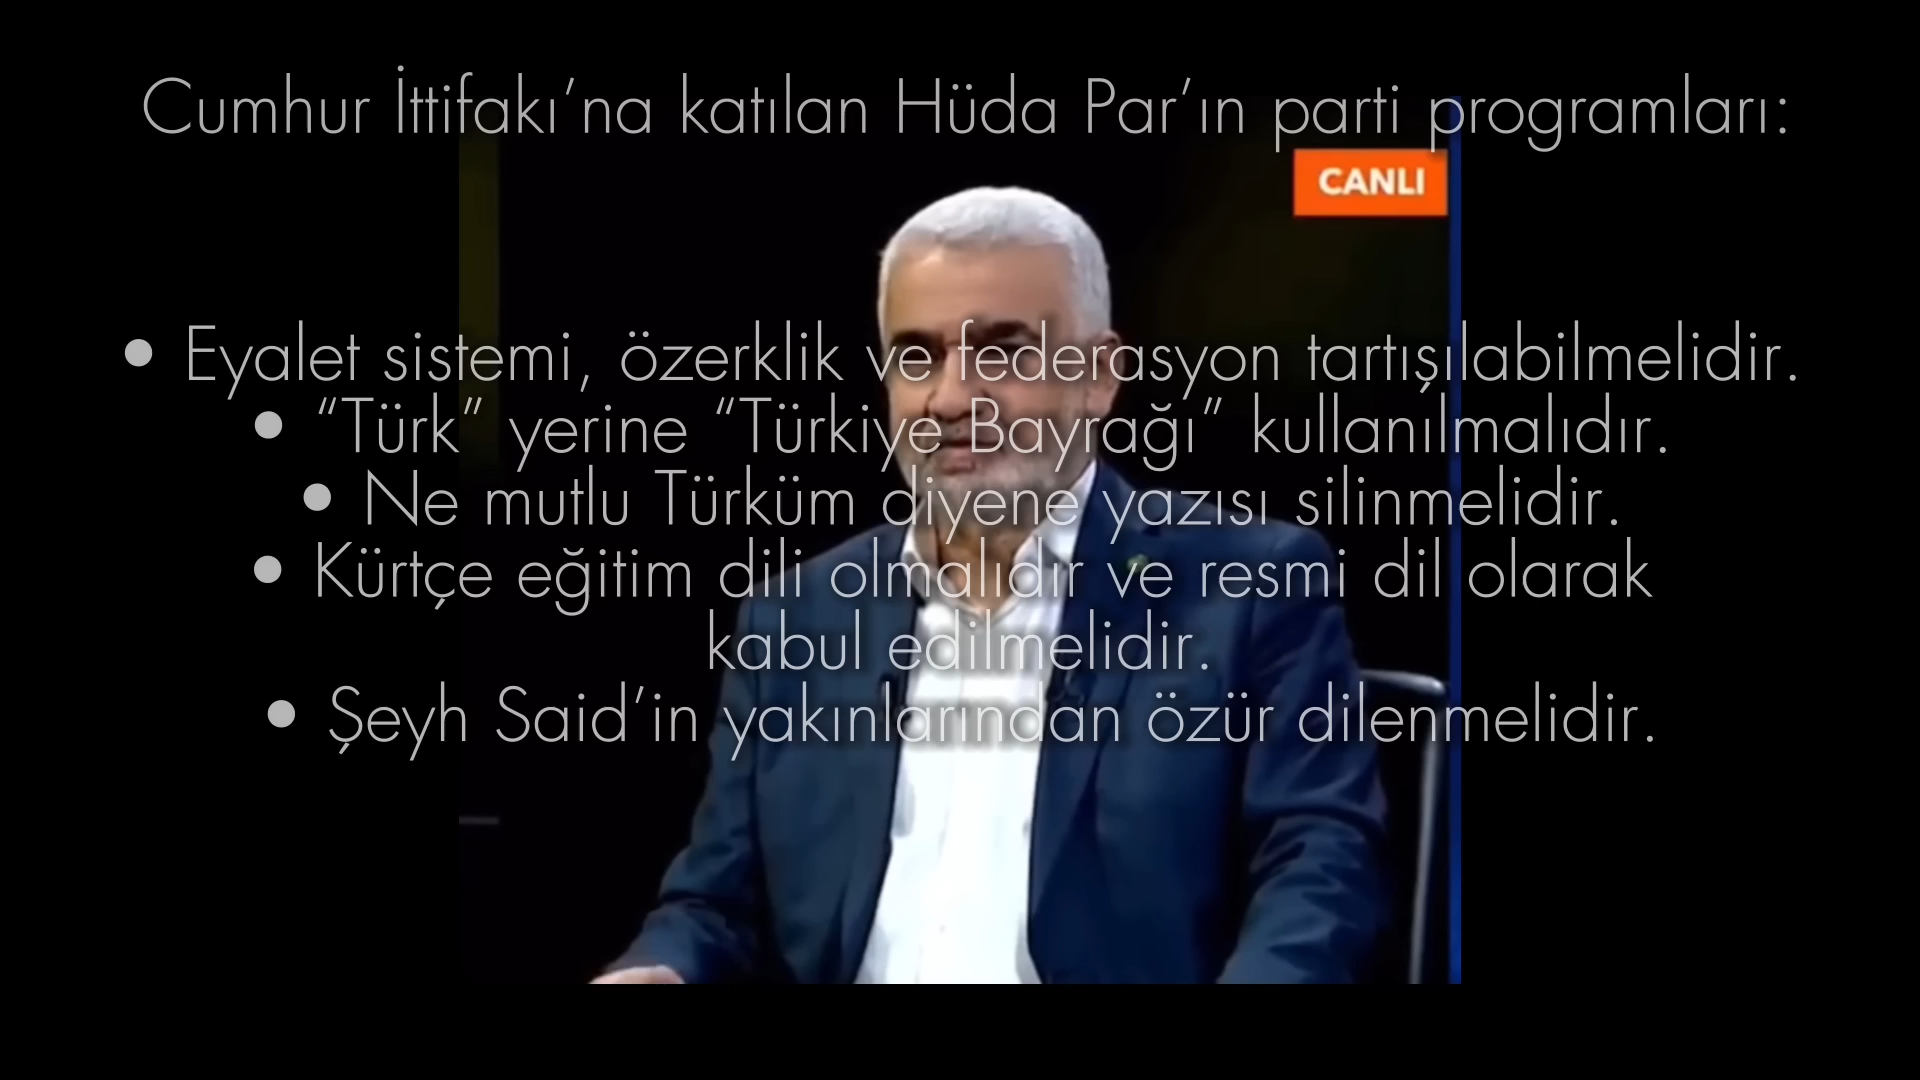 Cumhur İttifakı’na katılan Hüda Par’ın parti programları:
CANLI
• Eyalet sistemi, özerklik ve federasyon tartışılabilmelidir.
• “Türk” yerine “Türkiye Bayrağı” kullanılmalıdır.
• Ne mutlu Türküm diyene yazısı silinmelidir.
• Kürtçe eğitim dili olmalıdır ve resmi dil olarak
kabul edilmelidir.
• Şeyh Said’in yakınlarından özür dilenmelidir.